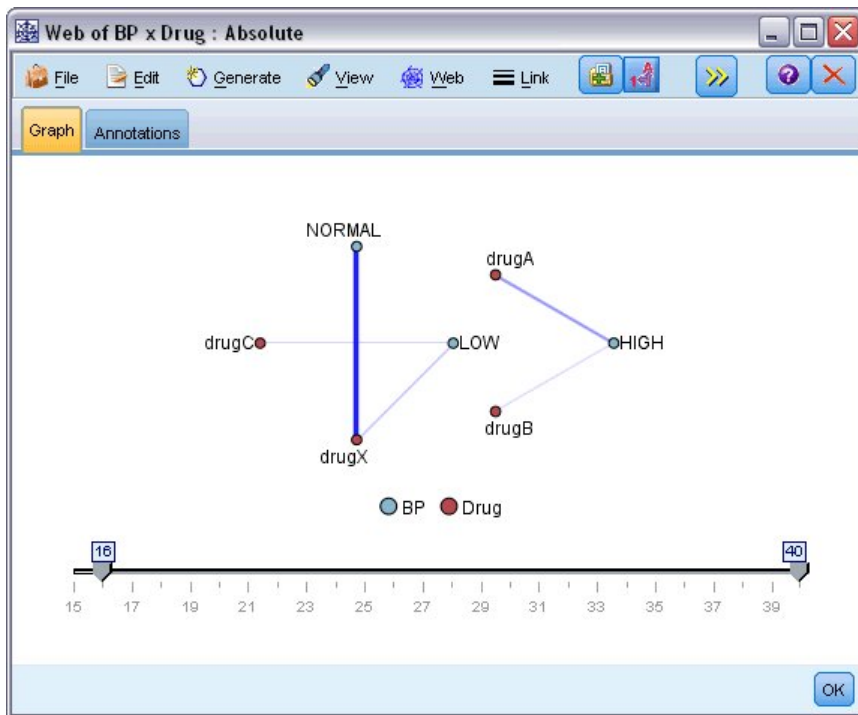 Web of BP x Drug : Absolute
File Edit Generate View Web Link
Graph Annotations
NORMAL
drugA
drugC
LOW
HIGH
drugB
drugX
BP Drug
16 40
15 17 19 21 23 25 27 29 31 33 35 37 39
OK